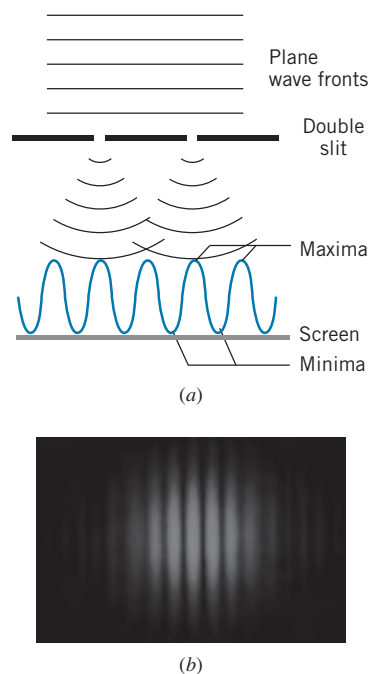 Plane
wave fronts
Double
slit
Maxima
Screen
Minima
(a)
(b)